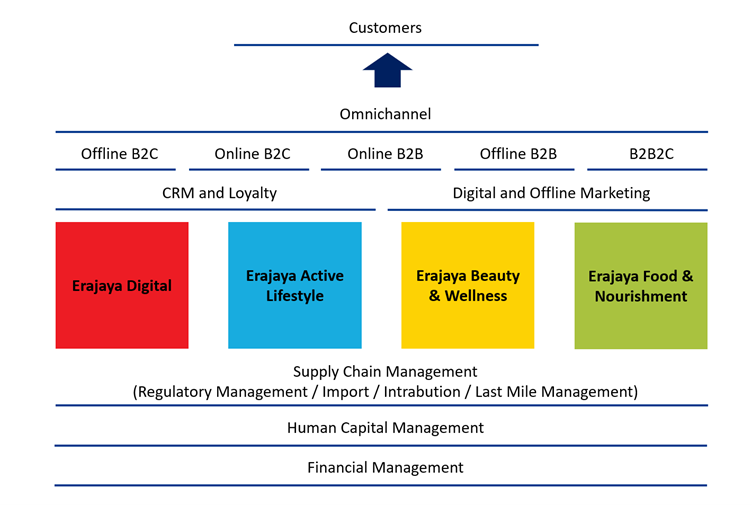 Customers
Omnichannel
Offline B2C
Online B2C
Online B2B
Offline B2B
B2B2C
CRM and Loyalty
Digital and Offline Marketing
Erajaya Digital
Erajaya Active
Lifestyle
Erajaya Beauty
& Wellness
Erajaya Food &
Nourishment
Supply Chain Management
(Regulatory Management / Import / Intrabution / Last Mile Management)
Human Capital Management
Financial Management